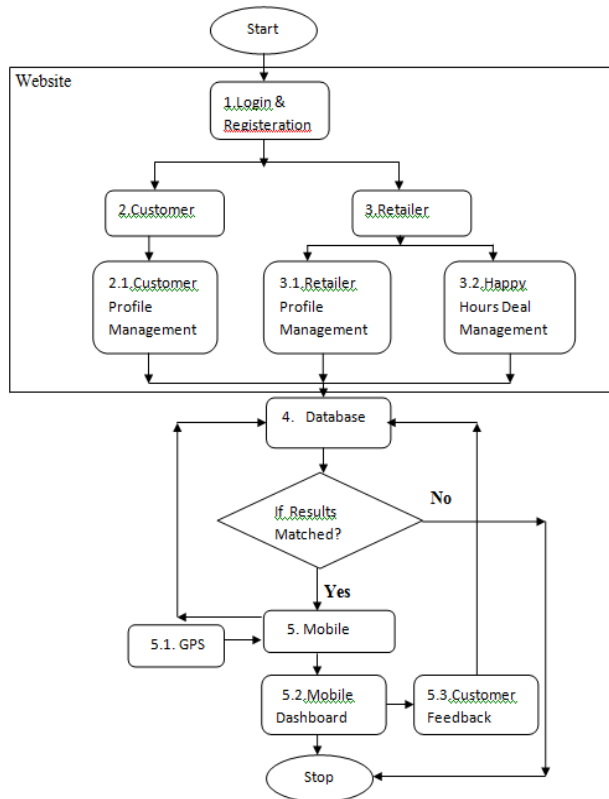 Start
Website
1.Login &
Registeration
2.Customer
3.Retailer
2.1.Customer
Profile
Management
3.1.Retailer
Profile
Management
3.2.Happy
Hours Deal
Management
4. Database
If Results
Matched?
No
Yes
5. Mobile
5.1. GPS
5.2.Mobile
Dashboard
5.3.Customer
Feedback
Stop